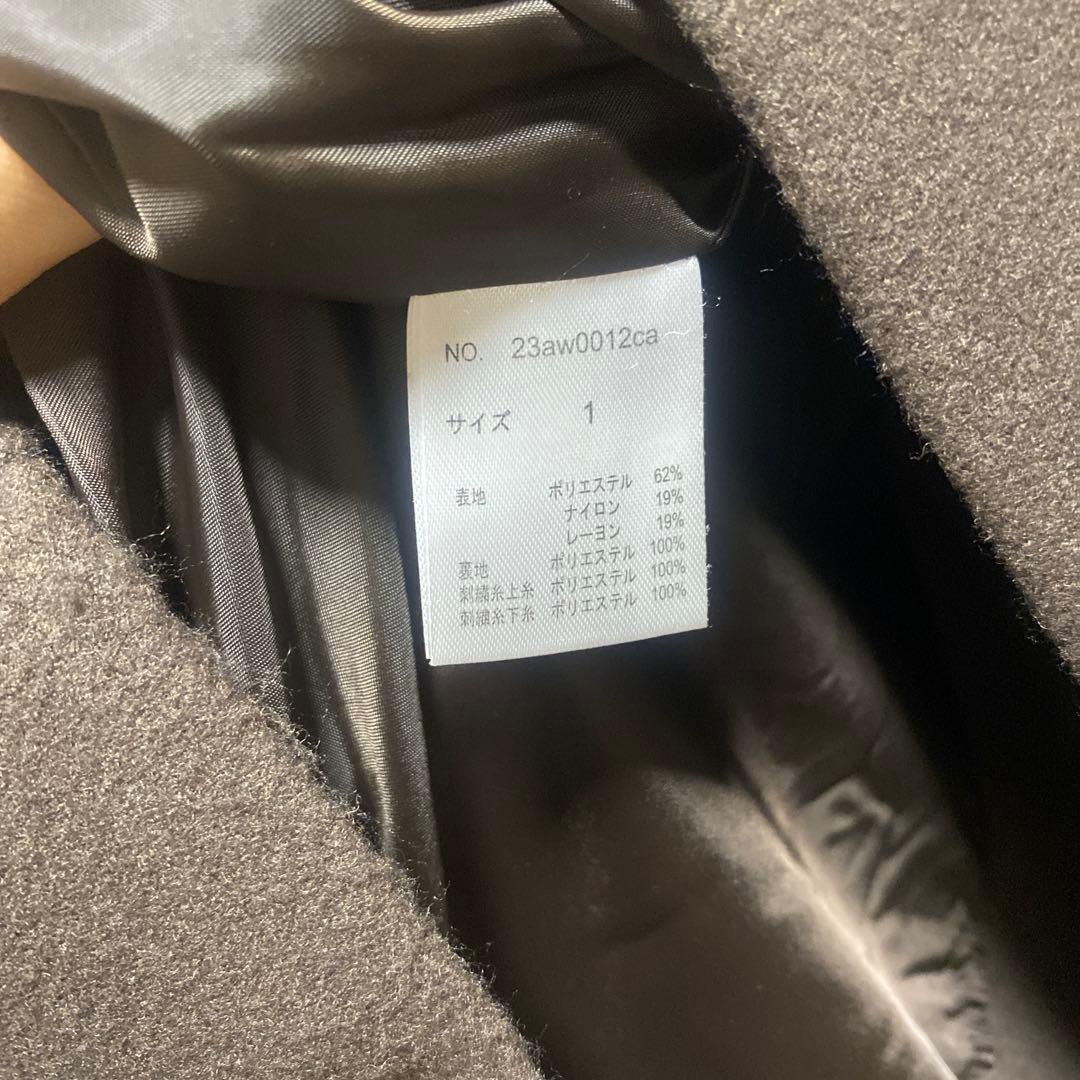 NO. 23aw0012ca
サイズ 1
表地 ポリエステル 62%
ナイロン 19%
レーヨン 19%
裏地 ポリエステル 100%
刺繍糸上糸 ポリエステル 100%
刺繍糸下糸 ポリエステル 100%